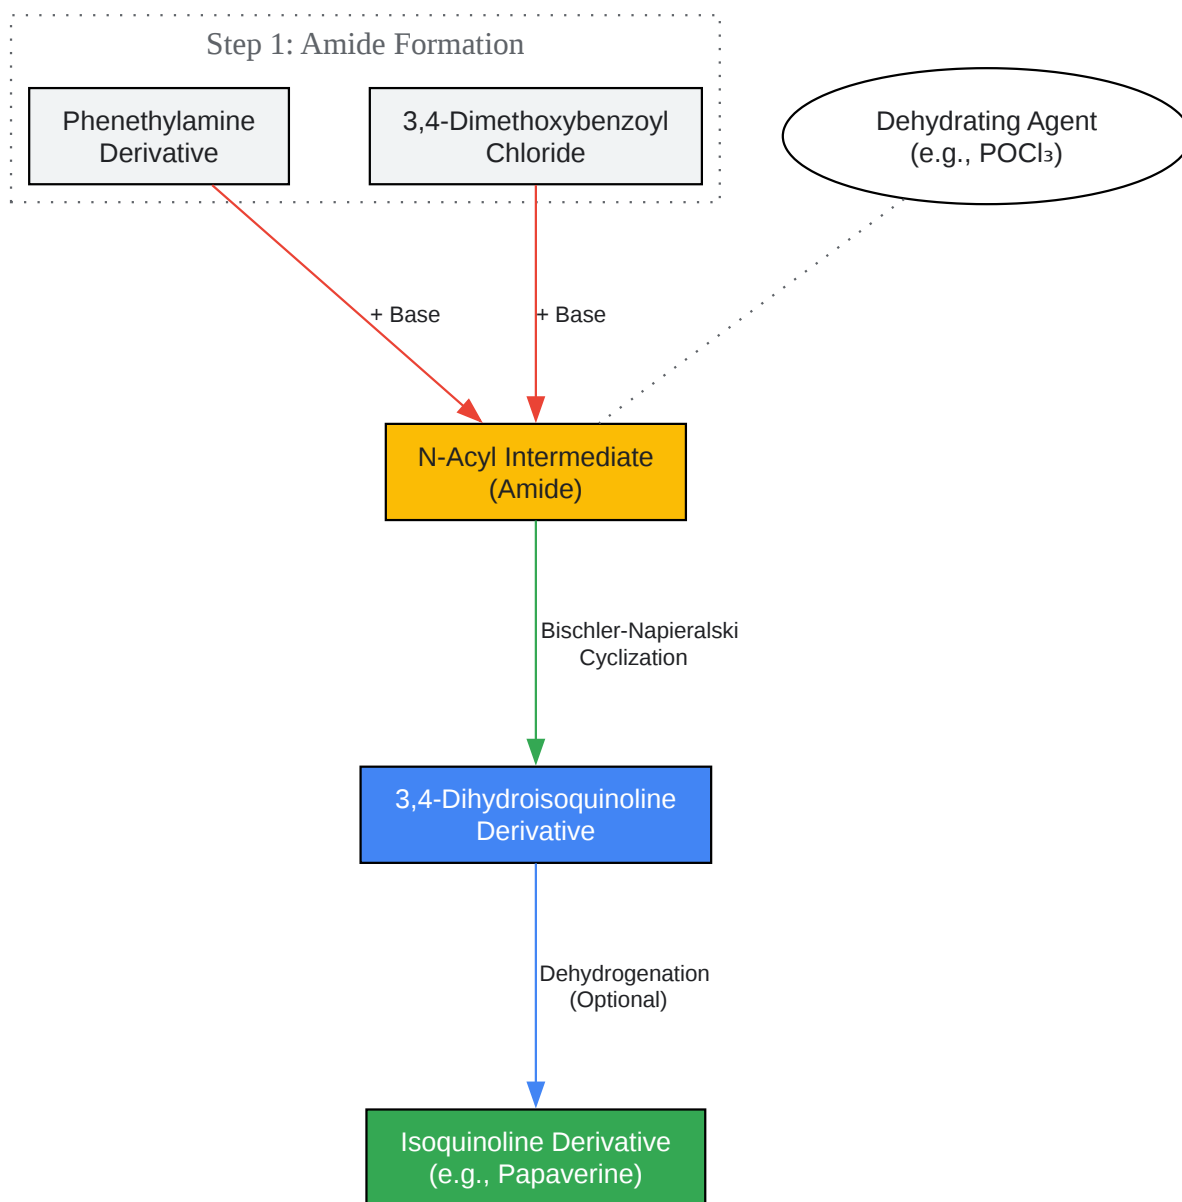 Step 1: Amide Formation
Phenethylamine
Derivative
3,4-Dimethoxybenzoyl
Chloride
Dehydrating Agent
(e.g., POCl₃)
+ Base
+ Base
N-Acyl Intermediate
(Amide)
Bischler-Napieralski
Cyclization
3,4-Dihydroisoquinoline
Derivative
Dehydrogenation
(Optional)
Isoquinoline Derivative
(e.g., Papaverine)